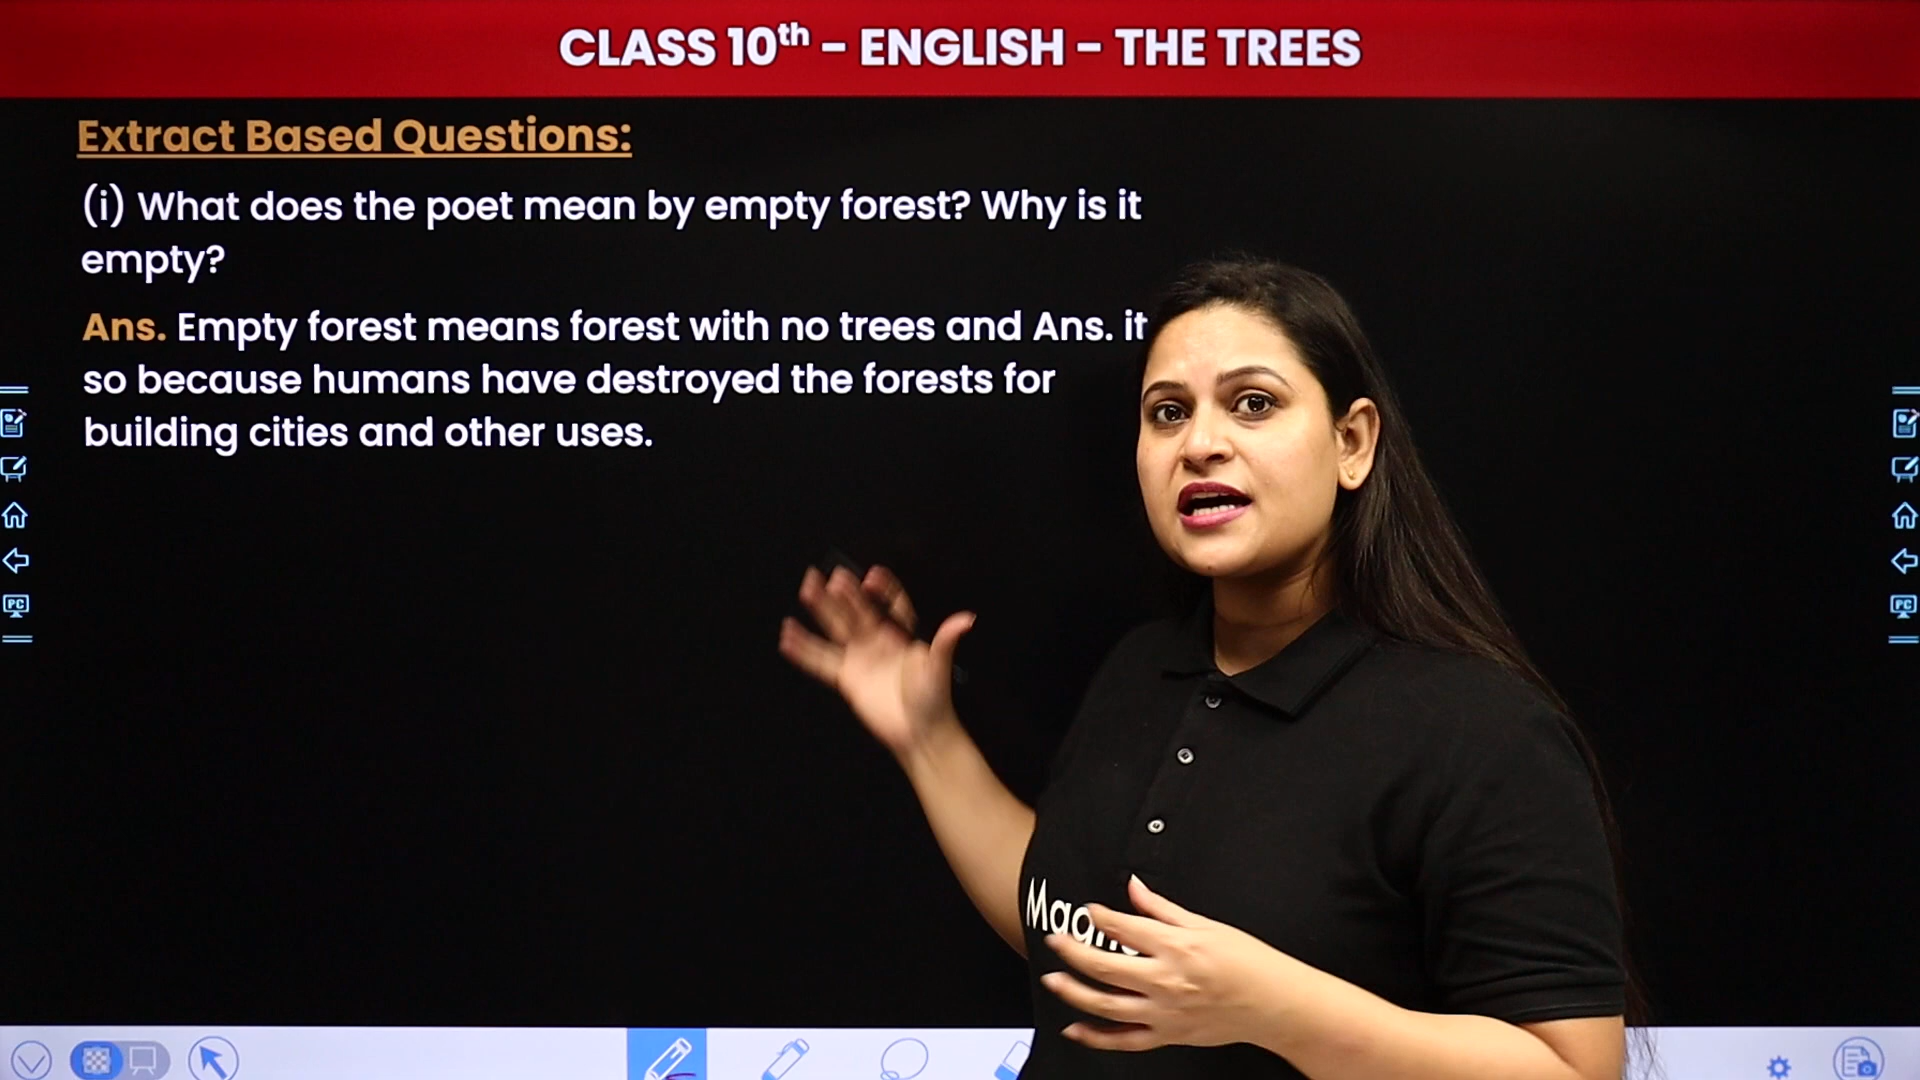 CLASS 10th – ENGLISH – THE TREES
Extract Based Questions:
(i) What does the poet mean by empty forest? Why is it
empty?
Ans. Empty forest means forest with no trees and Ans. it
so because humans have destroyed the forests for
building cities and other uses.
PC
PC